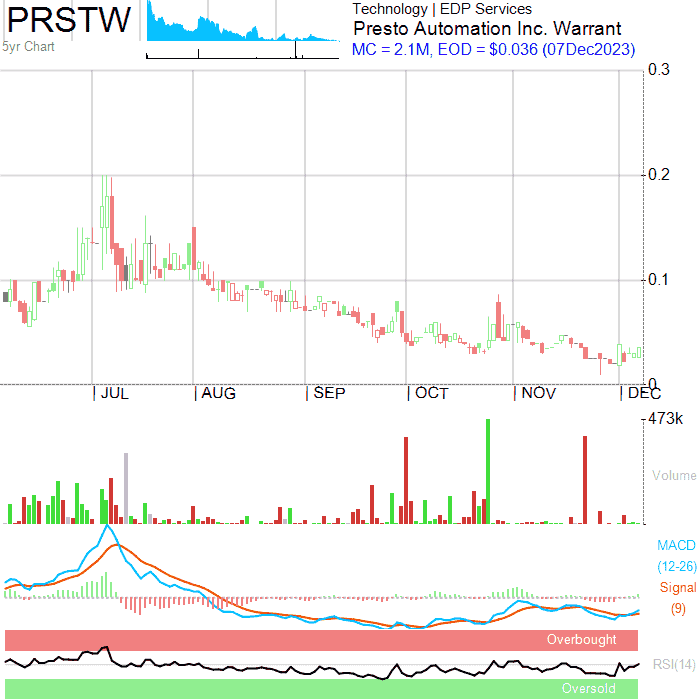 PRSTW
Technology | EDP Services
Presto Automation Inc. Warrant
5yr Chart
MC = 2.1M, EOD = $0.036 (07Dec2023)
0.3
0.2
0.1
0
JUL AUG SEP OCT NOV DEC
473k
Volume
MACD
(12-26)
Signal
(9)
Overbought
RSI(14)
Oversold